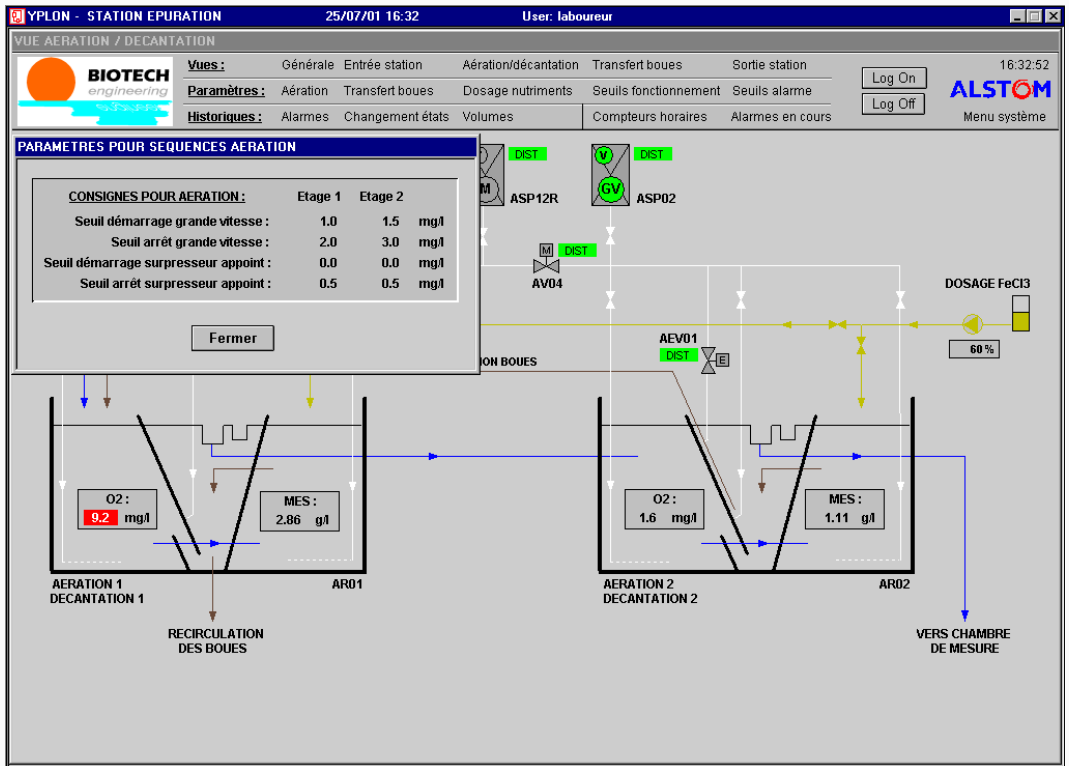 YPLON - STATION EPURATION 25/07/01 16:32 User: laboureur
VUE AERATION / DECANTATION
BIOTECH
engineering
Vues : Générale Entrée station Aération/décantation Transfert boues Sortie station
Paramètres : Aération Transfert boues Dosage nutriments Seuils fonctionnement Seuils alarme
Historiques : Alarmes Changement états Volumes Compteurs horaires Alarmes en cours
Log On
Log Off
16:32:52
ALSTOM
Menu système
PARAMETRES POUR SEQUENCES AERATION
CONSIGNES POUR AERATION : Etage 1 Etage 2
Seuil démarrage grande vitesse : 1.0 1.5 mg/l
Seuil arrêt grande vitesse : 2.0 3.0 mg/l
Seuil démarrage surpresseur appoint : 0.0 0.0 mg/l
Seuil arrêt surpresseur appoint : 0.5 0.5 mg/l
Fermer
M
DIST
ASP12R
V
GV
DIST
ASP02
M
DIST
AV04
DOSAGE FeCl3
60 %
AEV01
DIST
E
ION BOUES
O2 :
9.2 mg/l
MES :
2.86 g/l
O2 :
1.6 mg/l
MES :
1.11 g/l
AERATION 1
DECANTATION 1
AR01
AERATION 2
DECANTATION 2
AR02
RECIRCULATION
DES BOUES
VERS CHAMBRE
DE MESURE